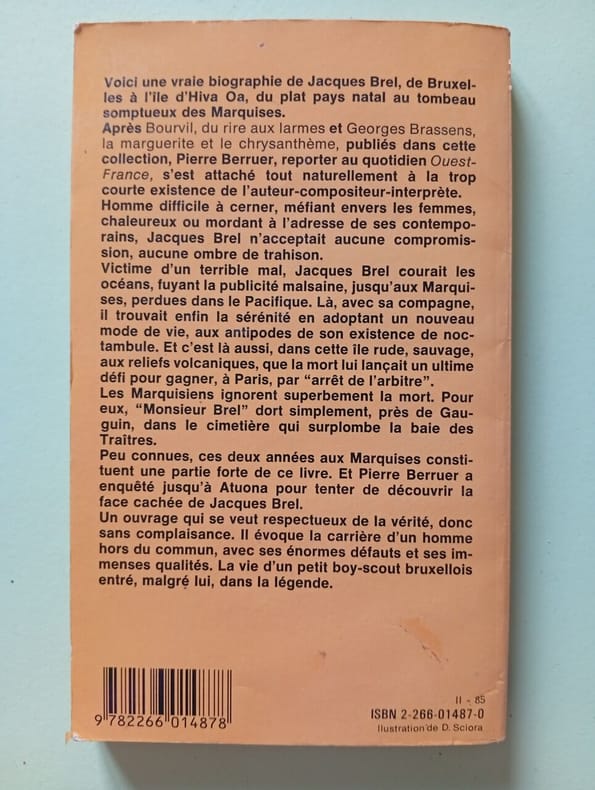 Voici une vraie biographie de Jacques Brel, de Bruxel-
les à l'île d'Hiva Oa, du plat pays natal au tombeau
somptueux des Marquises.
Après Bourvil, du rire aux larmes et Georges Brassens,
la marguerite et le chrysanthème, publiés dans cette
collection, Pierre Berruer, reporter au quotidien Ouest-
France, s'est attaché tout naturellement à la trop
courte existence de l'auteur-compositeur-interprète.
Homme difficile à cerner, méfiant envers les femmes,
chaleureux ou mordant à l'adresse de ses contempo-
rains, Jacques Brel n'acceptait aucune compromis-
sion, aucune ombre de trahison.
Victime d'un terrible mal, Jacques Brel courait les
océans, fuyant la publicité malsaine, jusqu'aux Marqui-
ses, perdues dans le Pacifique. Là, avec sa compagne,
il trouvait enfin la sérénité en adoptant un nouveau
mode de vie, aux antipodes de son existence de noc-
tambule. Et c'est là aussi, dans cette île rude, sauvage,
aux reliefs volcaniques, que la mort lui lançait un ultime
défi pour gagner, à Paris, par “arrêt de l'arbitre”.
Les Marquisiens ignorent superbement la mort. Pour
eux, “Monsieur Brel” dort simplement, près de Gau-
guin, dans le cimetière qui surplombe la baie des
Traîtres.
Peu connues, ces deux années aux Marquises consti-
tuent une partie forte de ce livre. Et Pierre Berruer a
enquêté jusqu'à Atuona pour tenter de découvrir la
face cachée de Jacques Brel.
Un ouvrage qui se veut respectueux de la vérité, donc
sans complaisance. Il évoque la carrière d'un homme
hors du commun, avec ses énormes défauts et ses im-
menses qualités. La vie d'un petit boy-scout bruxellois
entré, malgré lui, dans la légende.
9 782266 014878
II - 85
ISBN 2-266-01487-0
Illustration de D. Sciora